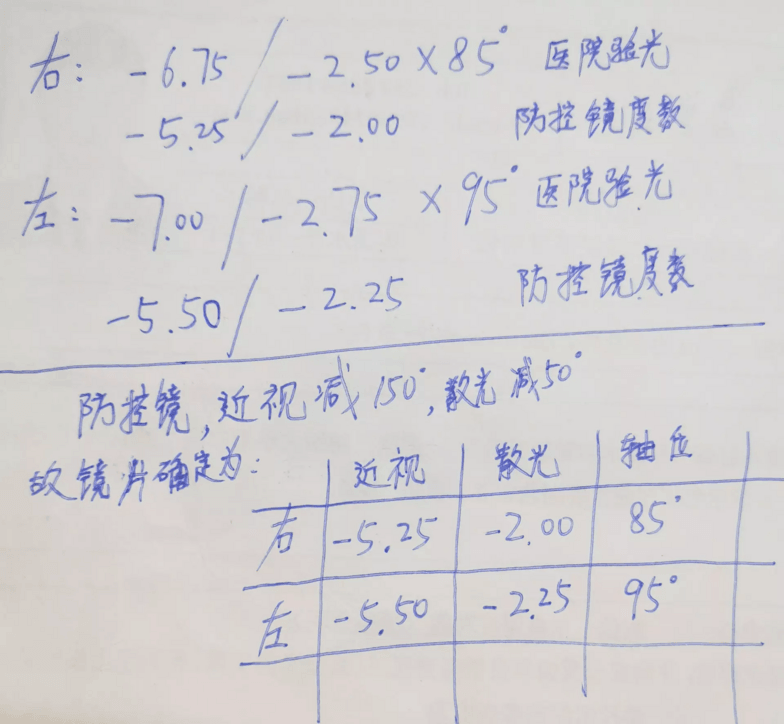 右: -6.75 / -2.50 × 85° 医院验光
-5.25 / -2.00 防控镜度数
左: -7.00 / -2.75 × 95° 医院验光
-5.50 / -2.25 防控镜度数
防控镜,近视减150°,散光减50°
故镜片确定为:
近视 散光 轴位
右 -5.25 -2.00 85°
左 -5.50 -2.25 95°